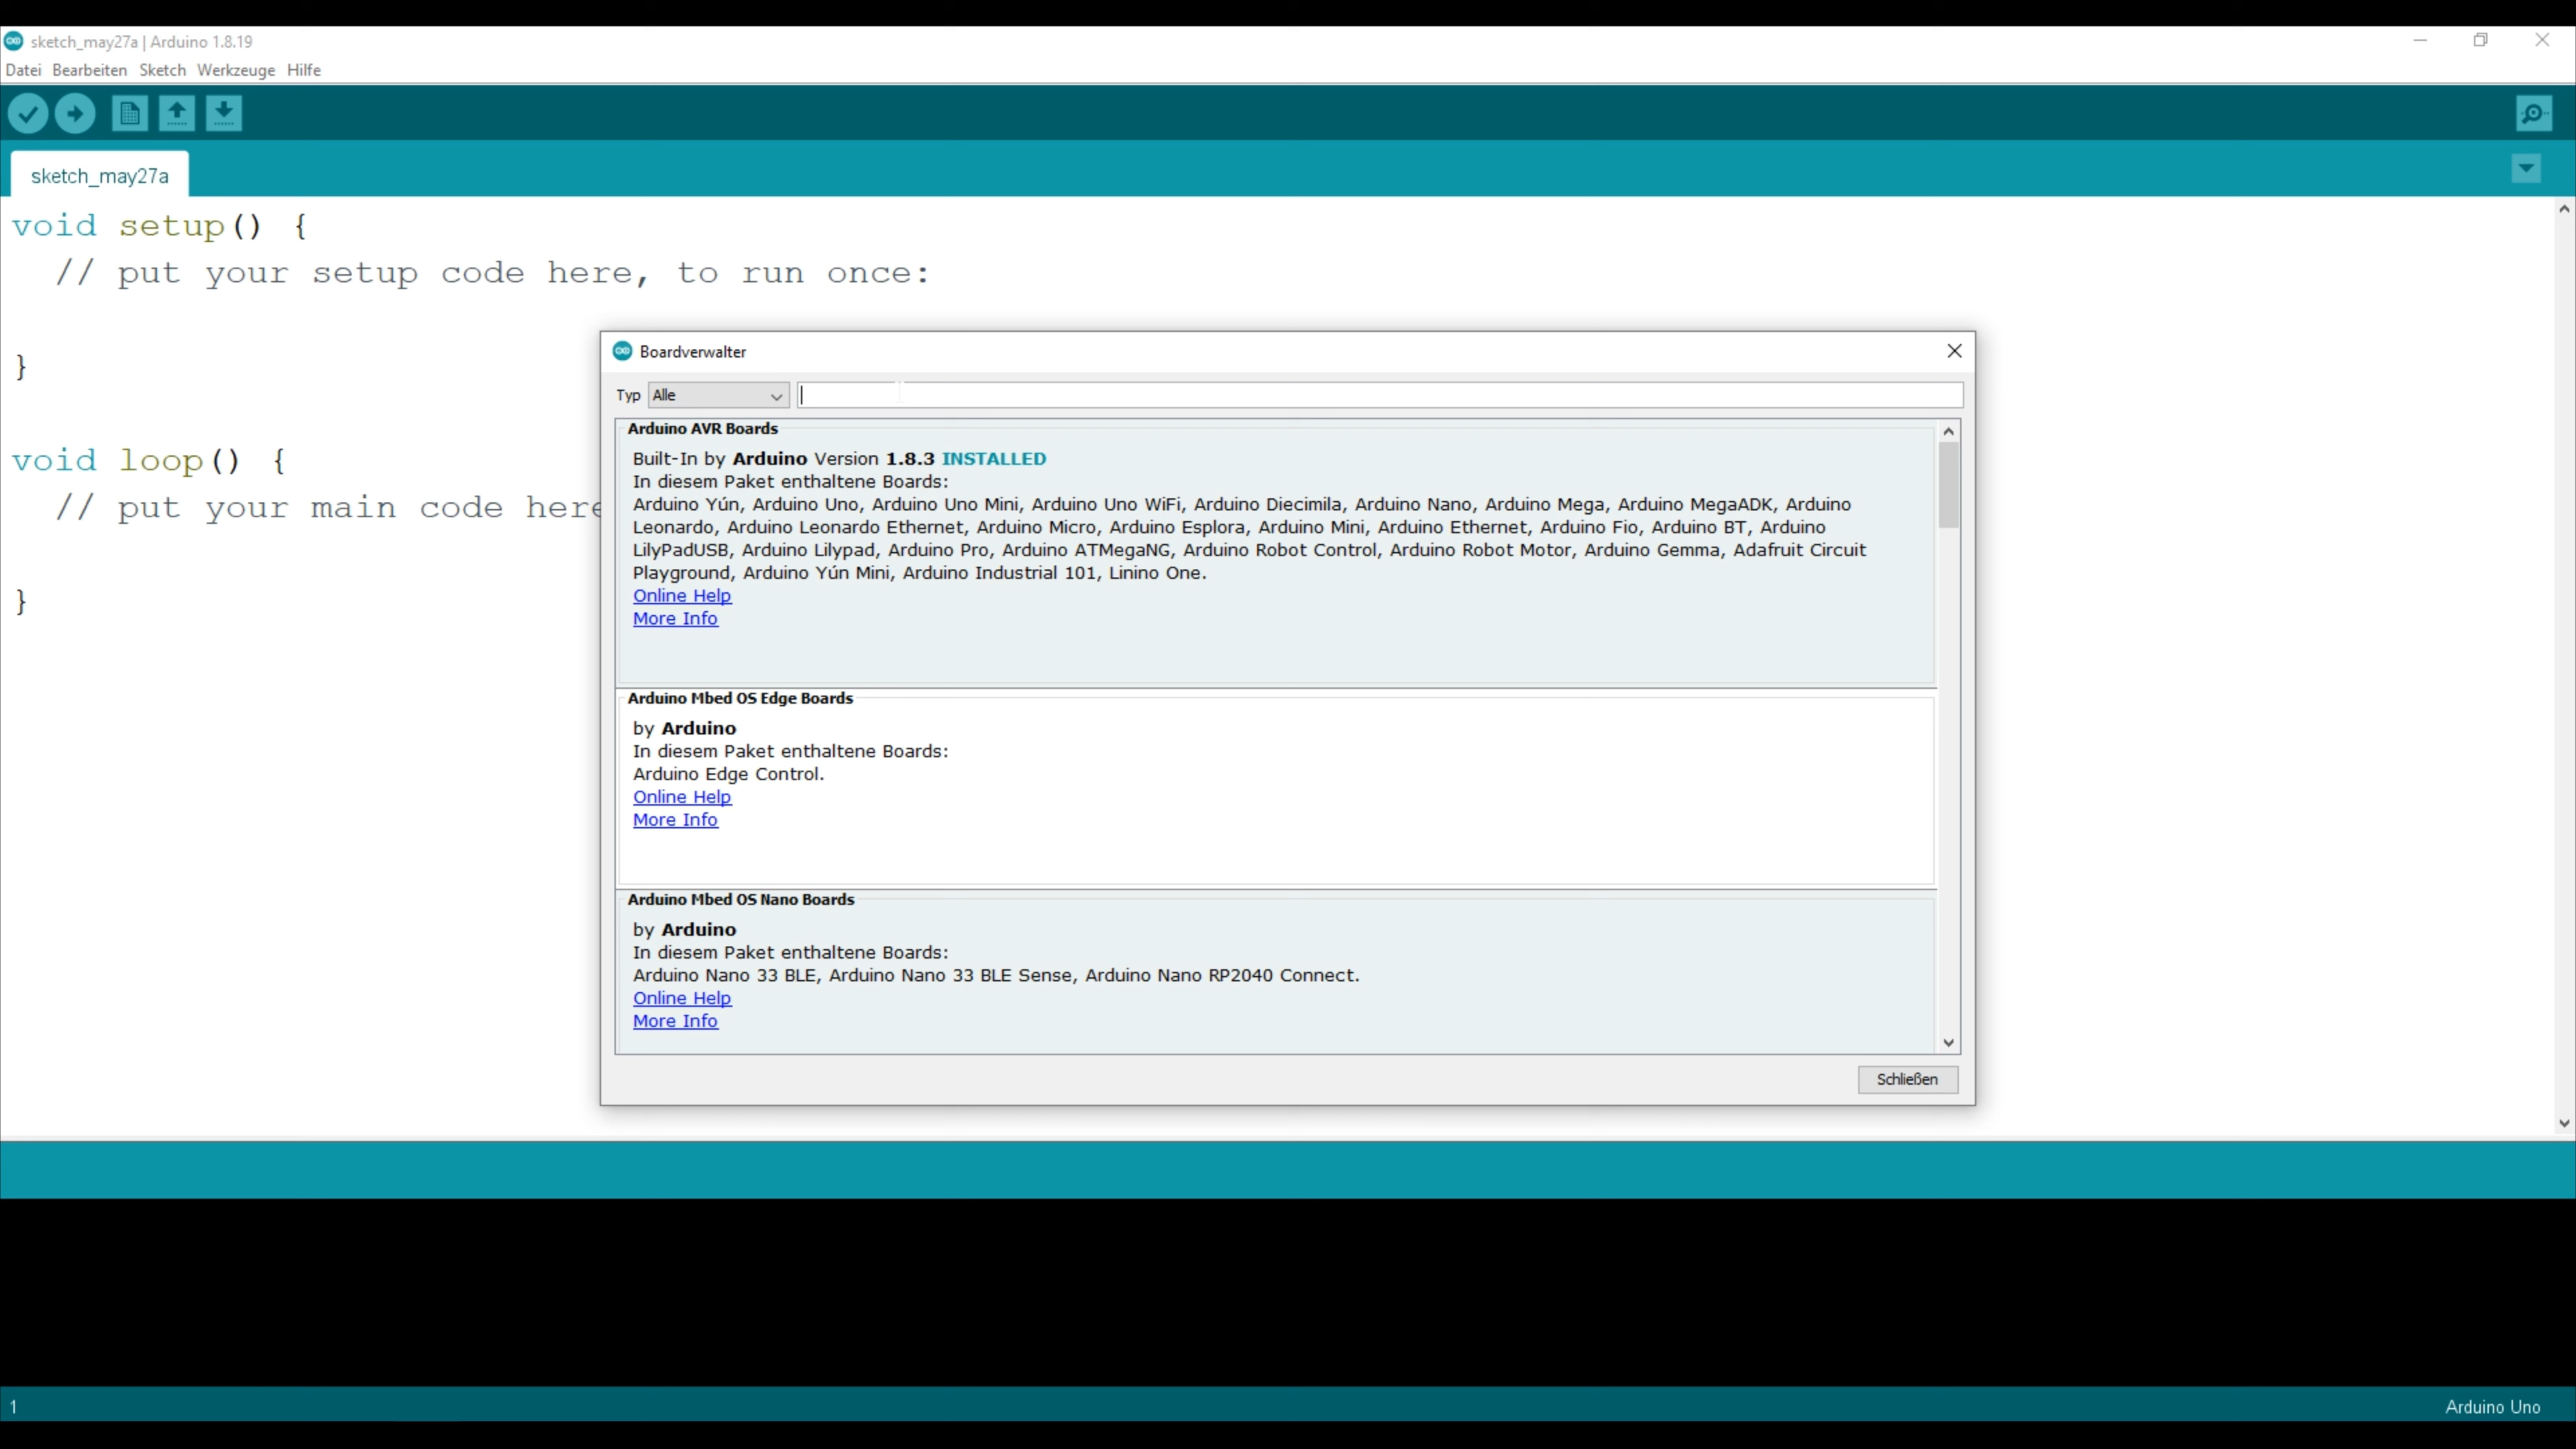 sketch_may27a | Arduino 1.8.19
Datei Bearbeiten Sketch Werkzeuge Hilfe
sketch_may27a
void setup() {
// put your setup code here, to run once:
}
void loop() {
// put your main code here
}
Boardverwalter
Typ Alle
Arduino AVR Boards
Built-In by Arduino Version 1.8.3 INSTALLED
In diesem Paket enthaltene Boards:
Arduino Yún, Arduino Uno, Arduino Uno Mini, Arduino Uno WiFi, Arduino Diecimila, Arduino Nano, Arduino Mega, Arduino MegaADK, Arduino
Leonardo, Arduino Leonardo Ethernet, Arduino Micro, Arduino Esplora, Arduino Mini, Arduino Ethernet, Arduino Fio, Arduino BT, Arduino
LilyPadUSB, Arduino Lilypad, Arduino Pro, Arduino ATMegaNG, Arduino Robot Control, Arduino Robot Motor, Arduino Gemma, Adafruit Circuit
Playground, Arduino Yún Mini, Arduino Industrial 101, Linino One.
Online Help
More Info
Arduino Mbed OS Edge Boards
by Arduino
In diesem Paket enthaltene Boards:
Arduino Edge Control.
Online Help
More Info
Arduino Mbed OS Nano Boards
by Arduino
In diesem Paket enthaltene Boards:
Arduino Nano 33 BLE, Arduino Nano 33 BLE Sense, Arduino Nano RP2040 Connect.
Online Help
More Info
Schließen
1
Arduino Uno